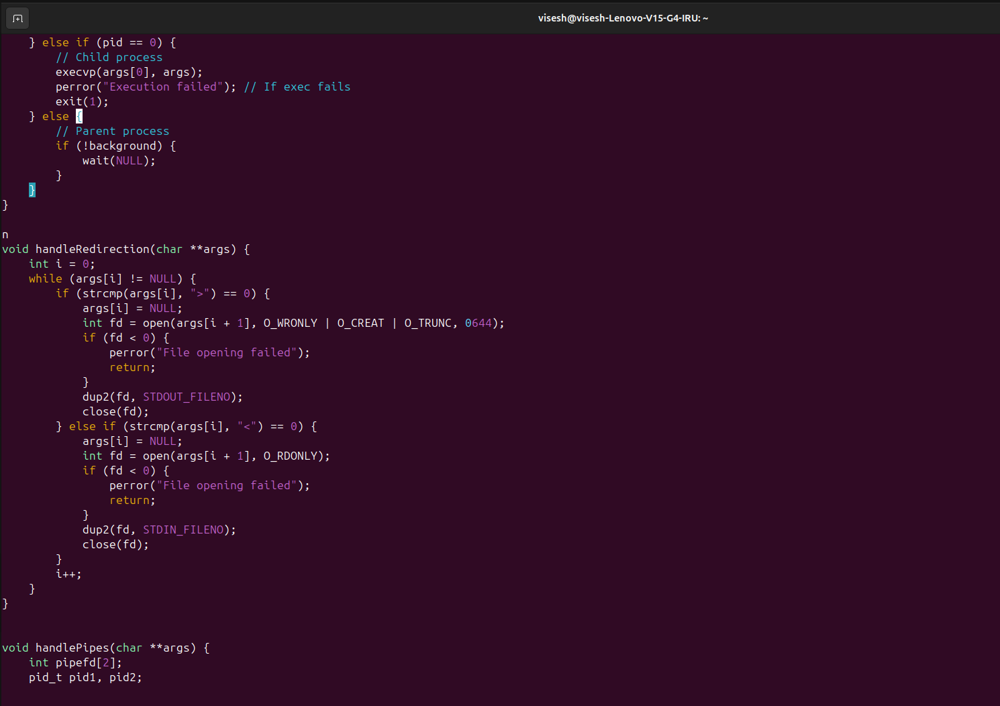 visesh@visesh-Lenovo-V15-G4-IRU: ~
    } else if (pid == 0) {
        // Child process
        execvp(args[0], args);
        perror("Execution failed"); // If exec fails
        exit(1);
    } else {
        // Parent process
        if (!background) {
            wait(NULL);
        }
    }
}

n
void handleRedirection(char **args) {
    int i = 0;
    while (args[i] != NULL) {
        if (strcmp(args[i], ">") == 0) {
            args[i] = NULL;
            int fd = open(args[i + 1], O_WRONLY | O_CREAT | O_TRUNC, 0644);
            if (fd < 0) {
                perror("File opening failed");
                return;
            }
            dup2(fd, STDOUT_FILENO);
            close(fd);
        } else if (strcmp(args[i], "<") == 0) {
            args[i] = NULL;
            int fd = open(args[i + 1], O_RDONLY);
            if (fd < 0) {
                perror("File opening failed");
                return;
            }
            dup2(fd, STDIN_FILENO);
            close(fd);
        }
        i++;
    }
}


void handlePipes(char **args) {
    int pipefd[2];
    pid_t pid1, pid2;